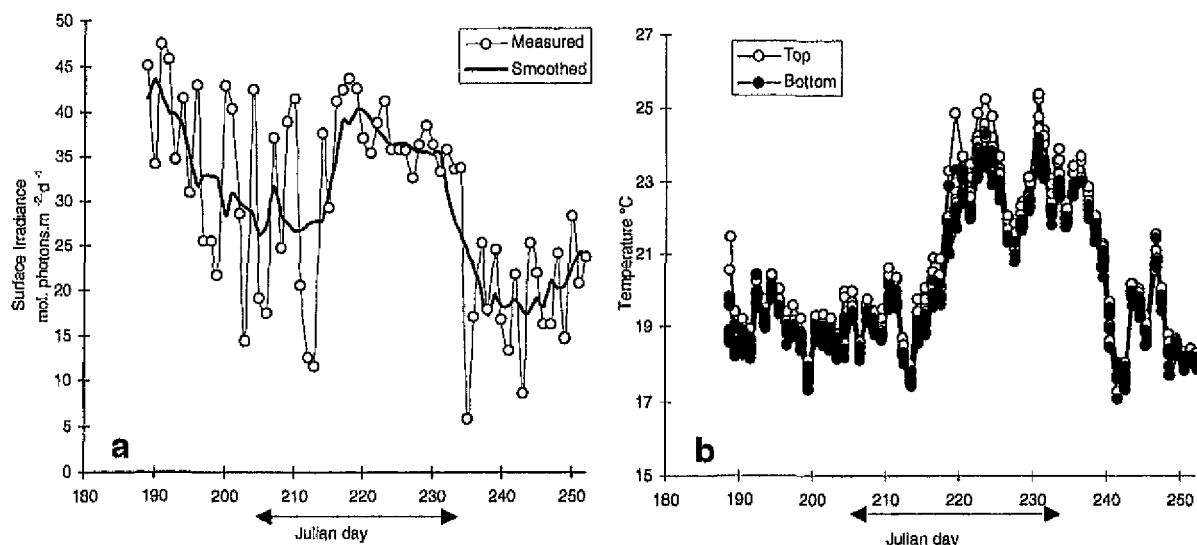 50
45
40
35
30
25
20
15
10
5
0
Surface Irradiance
mol. photons.m⁻².d⁻¹
Measured
Smoothed
a
180 190 200 210 220 230 240 250
Julian day
27
25
23
21
19
17
15
Temperature °C
Top
Bottom
b
180 190 200 210 220 230 240 250
Julian day